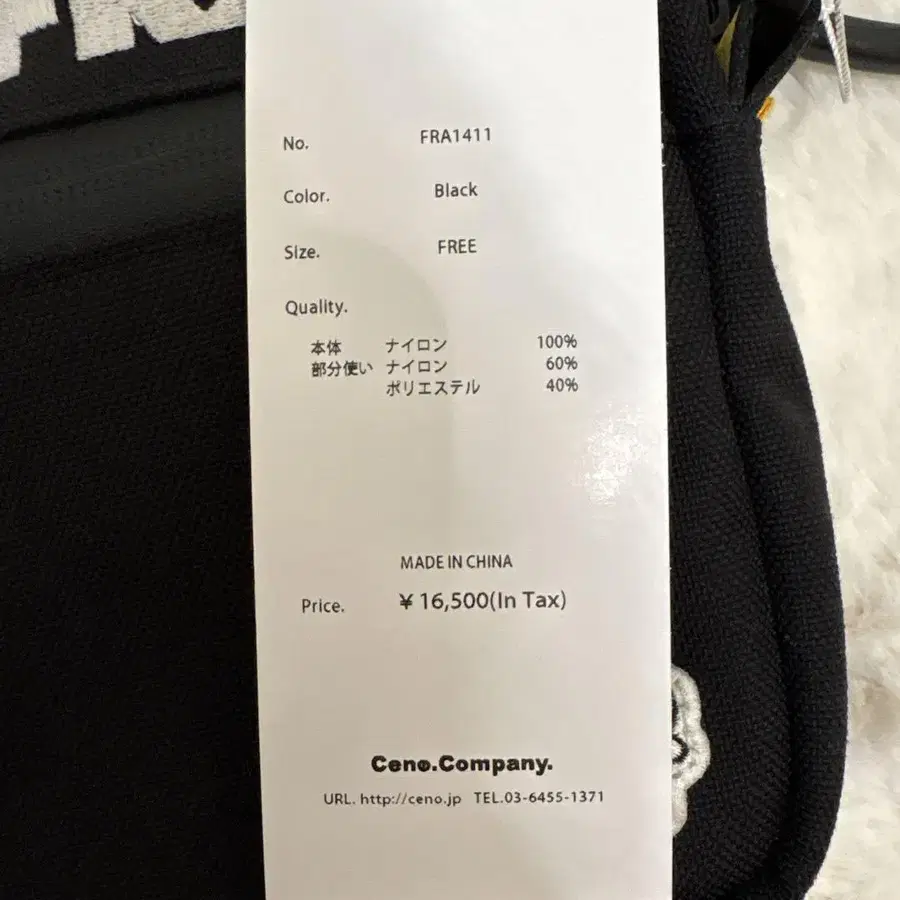 No. FRA1411
Color. Black
Size. FREE
Quality.
本体 ナイロン 100%
部分使い ナイロン 60%
ポリエステル 40%
MADE IN CHINA
Price. ¥ 16,500(In Tax)
Ceno.Company.
URL. http://ceno.jp TEL.03-6455-1371